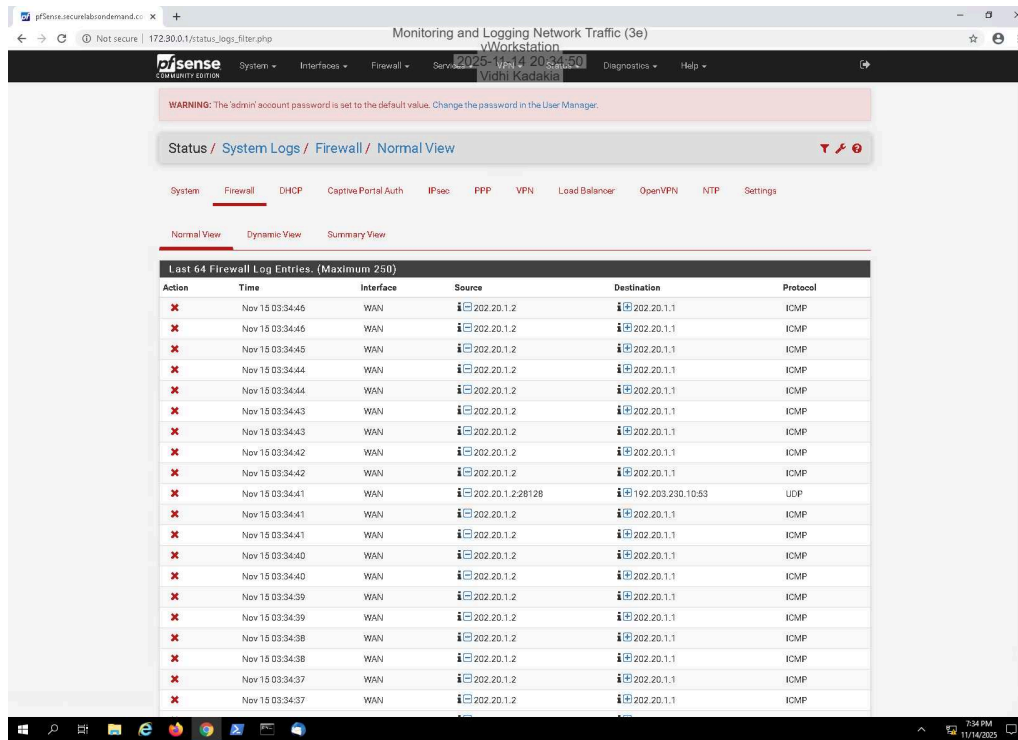 pfSense.securelabsondemand.co
Not secure | 172.30.0.1/status_logs_filter.php
Monitoring and Logging Network Traffic (3e)
vWorkstation
2025-11-14 20:34:50
Vidhi Kadakia
pfsense
COMMUNITY EDITION
System Interfaces Firewall Services VPN Status Diagnostics Help
WARNING: The 'admin' account password is set to the default value. Change the password in the User Manager.
Status / System Logs / Firewall / Normal View
System Firewall DHCP Captive Portal Auth IPsec PPP VPN Load Balancer OpenVPN NTP Settings
Normal View Dynamic View Summary View
Last 64 Firewall Log Entries. (Maximum 250)
Action Time Interface Source Destination Protocol
Nov 15 03:34:46 WAN 202.20.1.2 202.20.1.1 ICMP
Nov 15 03:34:46 WAN 202.20.1.2 202.20.1.1 ICMP
Nov 15 03:34:45 WAN 202.20.1.2 202.20.1.1 ICMP
Nov 15 03:34:44 WAN 202.20.1.2 202.20.1.1 ICMP
Nov 15 03:34:44 WAN 202.20.1.2 202.20.1.1 ICMP
Nov 15 03:34:43 WAN 202.20.1.2 202.20.1.1 ICMP
Nov 15 03:34:43 WAN 202.20.1.2 202.20.1.1 ICMP
Nov 15 03:34:42 WAN 202.20.1.2 202.20.1.1 ICMP
Nov 15 03:34:42 WAN 202.20.1.2 202.20.1.1 ICMP
Nov 15 03:34:41 WAN 202.20.1.2:28128 192.203.230.10:53 UDP
Nov 15 03:34:41 WAN 202.20.1.2 202.20.1.1 ICMP
Nov 15 03:34:41 WAN 202.20.1.2 202.20.1.1 ICMP
Nov 15 03:34:40 WAN 202.20.1.2 202.20.1.1 ICMP
Nov 15 03:34:40 WAN 202.20.1.2 202.20.1.1 ICMP
Nov 15 03:34:39 WAN 202.20.1.2 202.20.1.1 ICMP
Nov 15 03:34:39 WAN 202.20.1.2 202.20.1.1 ICMP
Nov 15 03:34:38 WAN 202.20.1.2 202.20.1.1 ICMP
Nov 15 03:34:38 WAN 202.20.1.2 202.20.1.1 ICMP
Nov 15 03:34:37 WAN 202.20.1.2 202.20.1.1 ICMP
Nov 15 03:34:37 WAN 202.20.1.2 202.20.1.1 ICMP
7:34 PM
11/14/2025